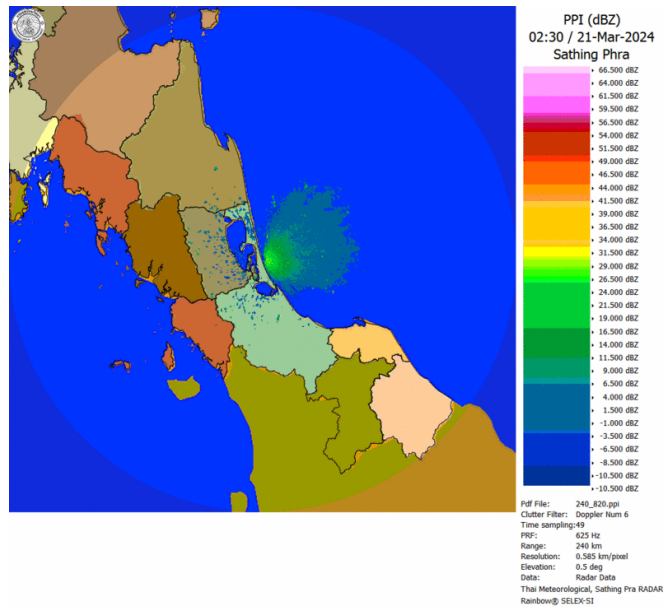 PPI (dBZ)
02:30 / 21-Mar-2024
Sathing Phra
66.500 dBZ
64.000 dBZ
61.500 dBZ
59.500 dBZ
56.500 dBZ
54.000 dBZ
51.500 dBZ
49.000 dBZ
46.500 dBZ
44.000 dBZ
41.500 dBZ
39.000 dBZ
36.500 dBZ
34.000 dBZ
31.500 dBZ
29.000 dBZ
26.500 dBZ
24.000 dBZ
21.500 dBZ
19.000 dBZ
16.500 dBZ
14.000 dBZ
11.500 dBZ
9.000 dBZ
6.500 dBZ
4.000 dBZ
1.500 dBZ
-1.000 dBZ
-3.500 dBZ
-6.500 dBZ
-8.500 dBZ
-10.500 dBZ
-10.500 dBZ
Pdf File: 240_820.ppi
Clutter Filter: Doppler Num 6
Time sampling:49
PRF: 625 Hz
Range: 240 km
Resolution: 0.585 km/pixel
Elevation: 0.5 deg
Data: Radar Data
Thai Meteorological, Sathing Pra RADAR
Rainbow® SELEX-SI